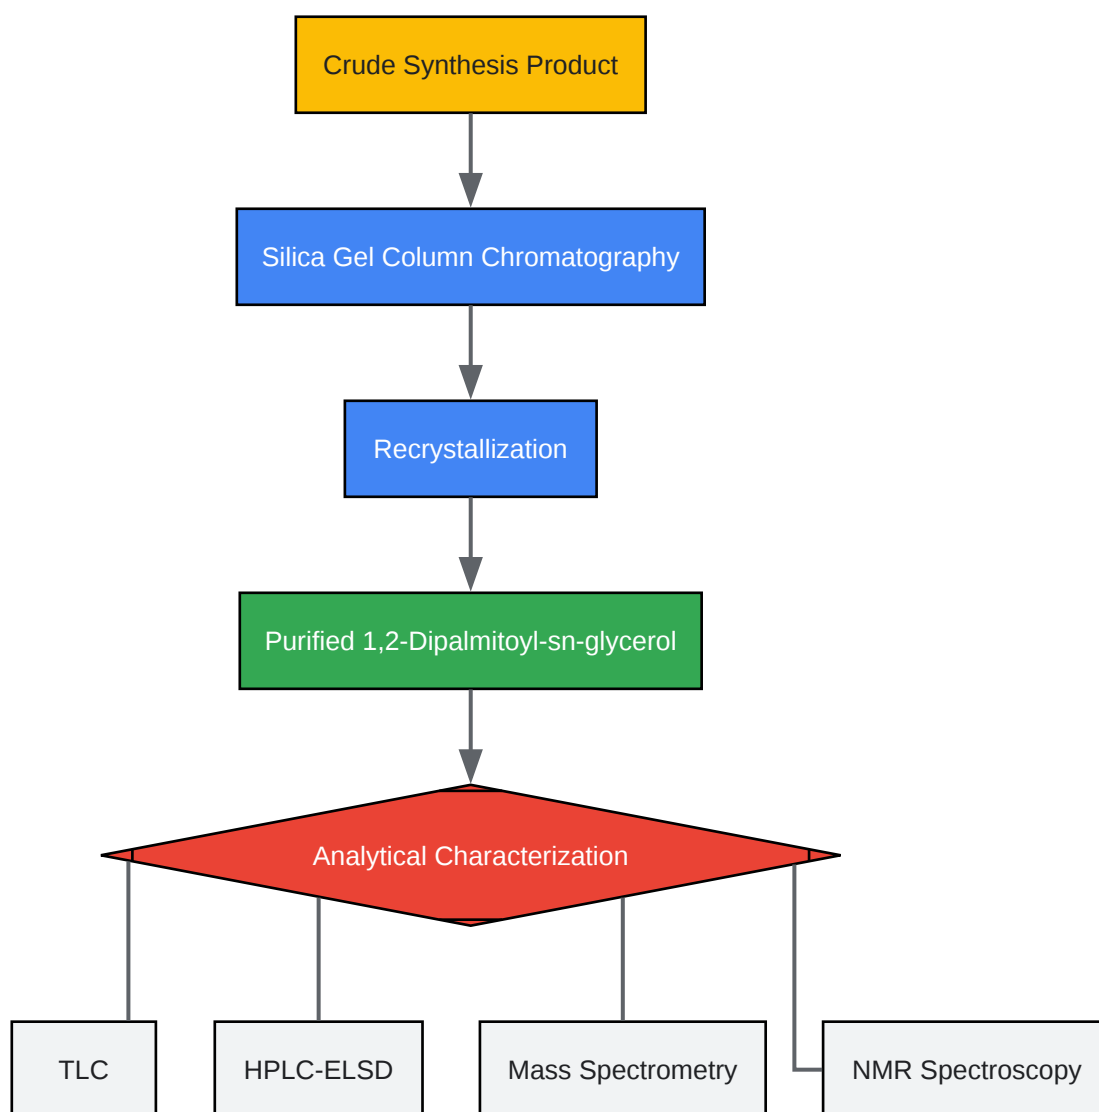 Crude Synthesis Product
Silica Gel Column Chromatography
Recrystallization
Purified 1,2-Dipalmitoyl-sn-glycerol
Analytical Characterization
TLC
HPLC-ELSD
Mass Spectrometry
NMR Spectroscopy